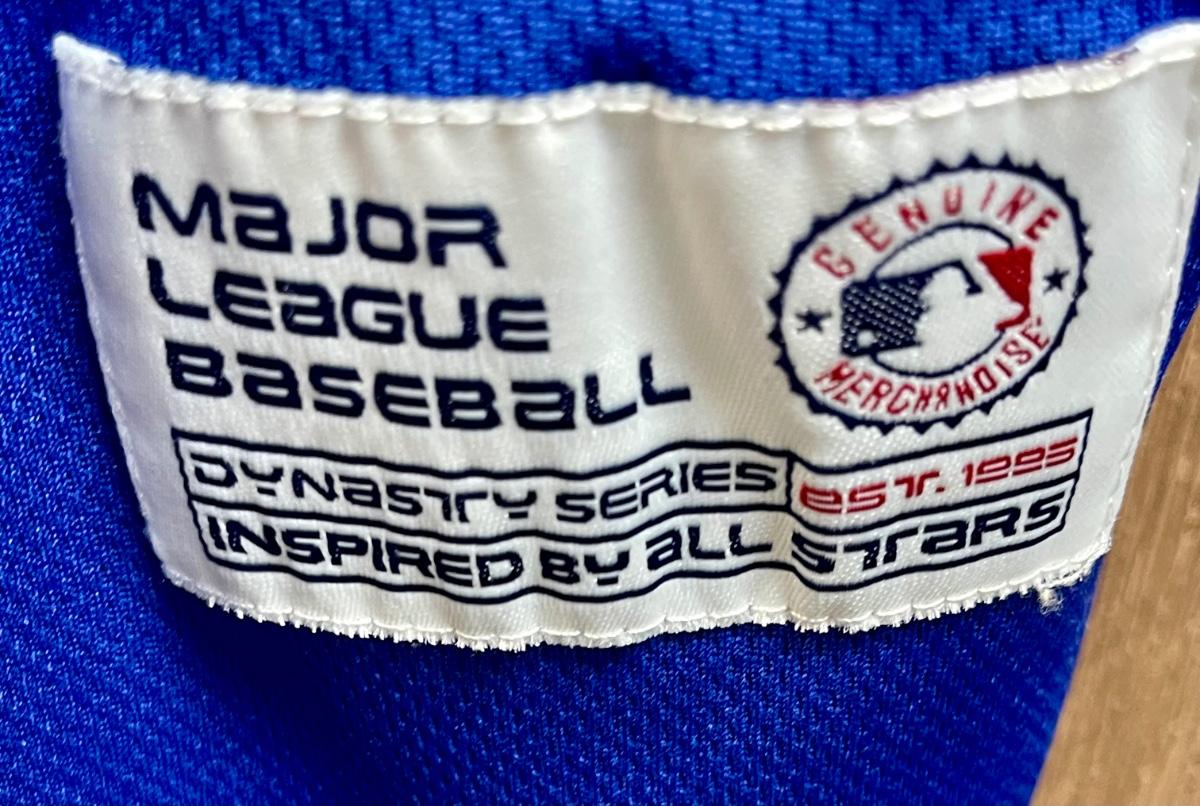 MaJOR
LEaGUE
BaSEBaLL
GENUINE
MERCHANDISE
DYNaSTY SERIES
eST. 1995
INSPIRED BY aLL STaRS